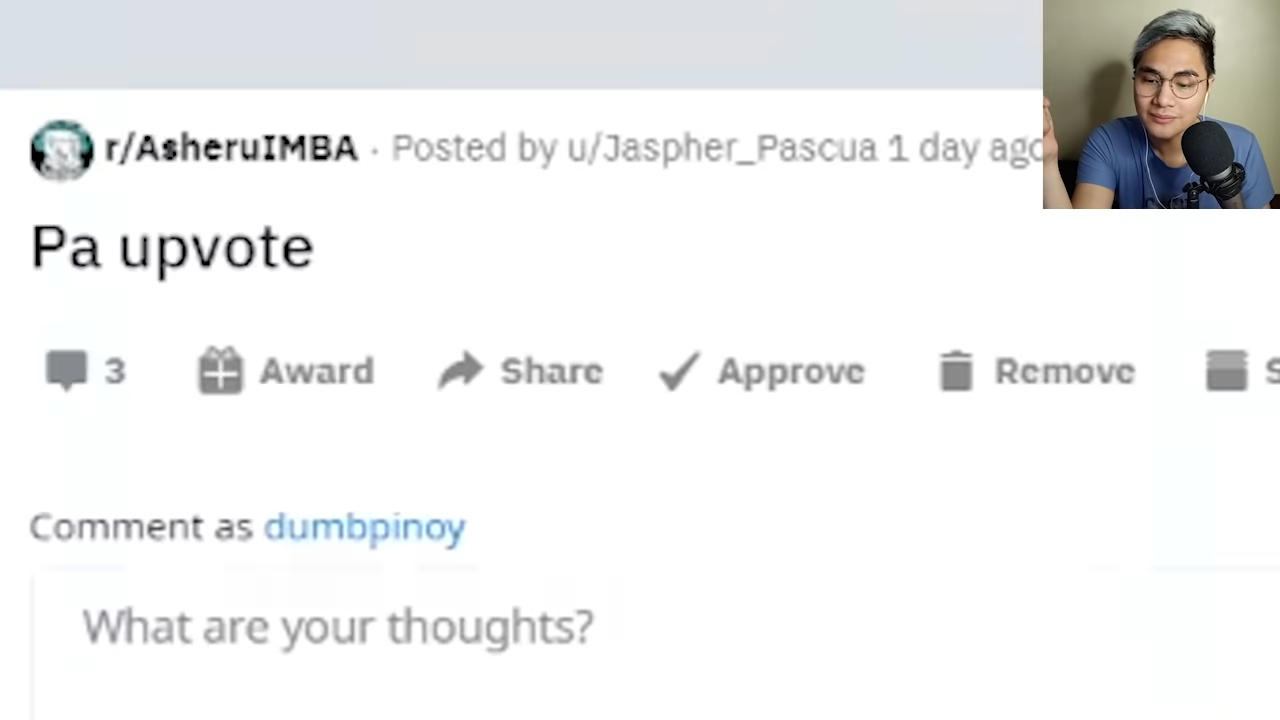 r/AsheruIMBA · Posted by u/Jaspher_Pascua 1 day ago
Pa upvote
3 Award Share Approve Remove
Comment as dumbpinoy
What are your thoughts?